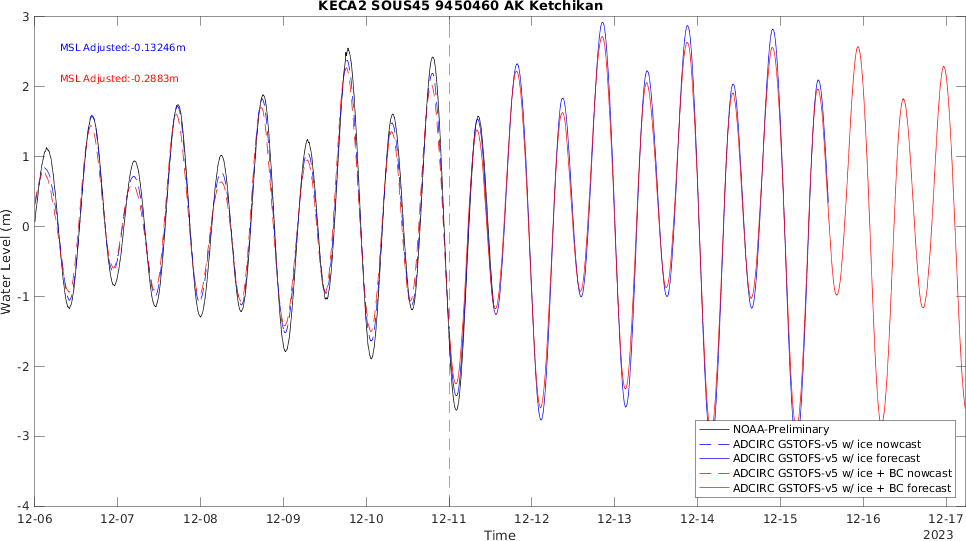 KECA2 SOUS45 9450460 AK Ketchikan
MSL Adjusted:-0.13246m
MSL Adjusted:-0.2883m
3
2
1
0
-1
-2
-3
-4
Water Level (m)
12-06 12-07 12-08 12-09 12-10 12-11 12-12 12-13 12-14 12-15 12-16 12-17
Time
2023
NOAA-Preliminary
ADCIRC GSTOFS-v5 w/ ice nowcast
ADCIRC GSTOFS-v5 w/ ice forecast
ADCIRC GSTOFS-v5 w/ ice + BC nowcast
ADCIRC GSTOFS-v5 w/ ice + BC forecast